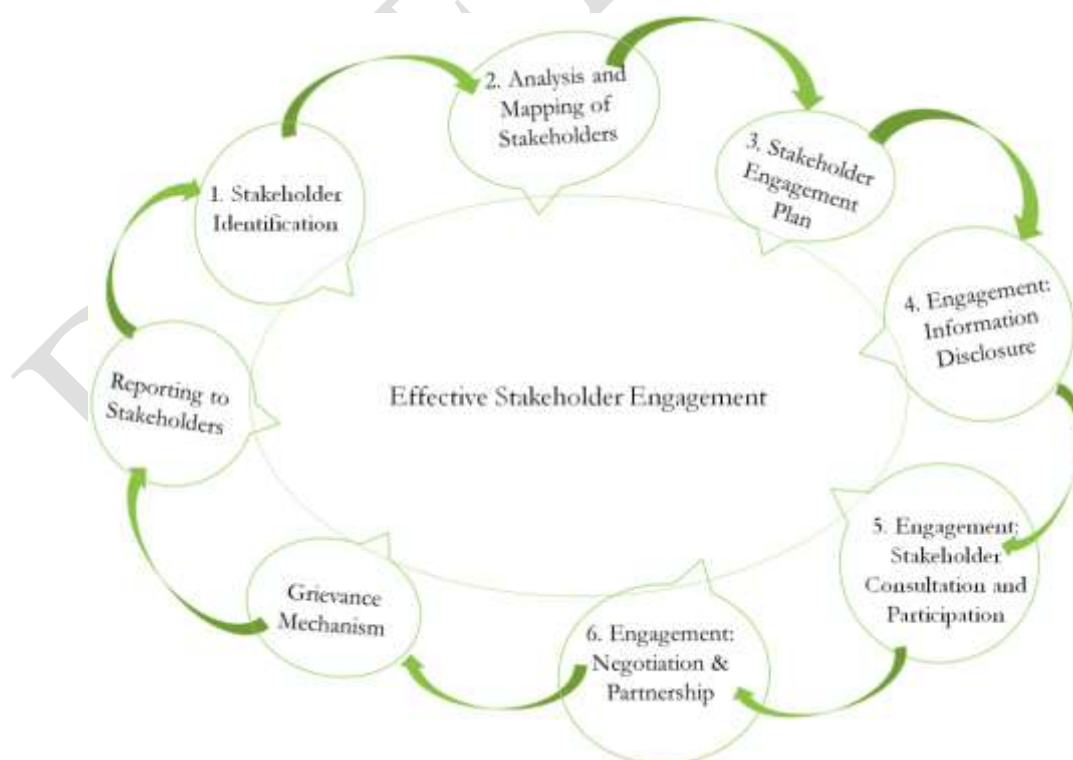 1. Stakeholder
Identification
2. Analysis and
Mapping of
Stakeholders
3. Stakeholder
Engagement
Plan
4. Engagement:
Information
Disclosure
5. Engagement:
Stakeholder
Consultation and
Participation
6. Engagement:
Negotiation &
Partnership
Grievance
Mechanism
Reporting to
Stakeholders
Effective Stakeholder Engagement